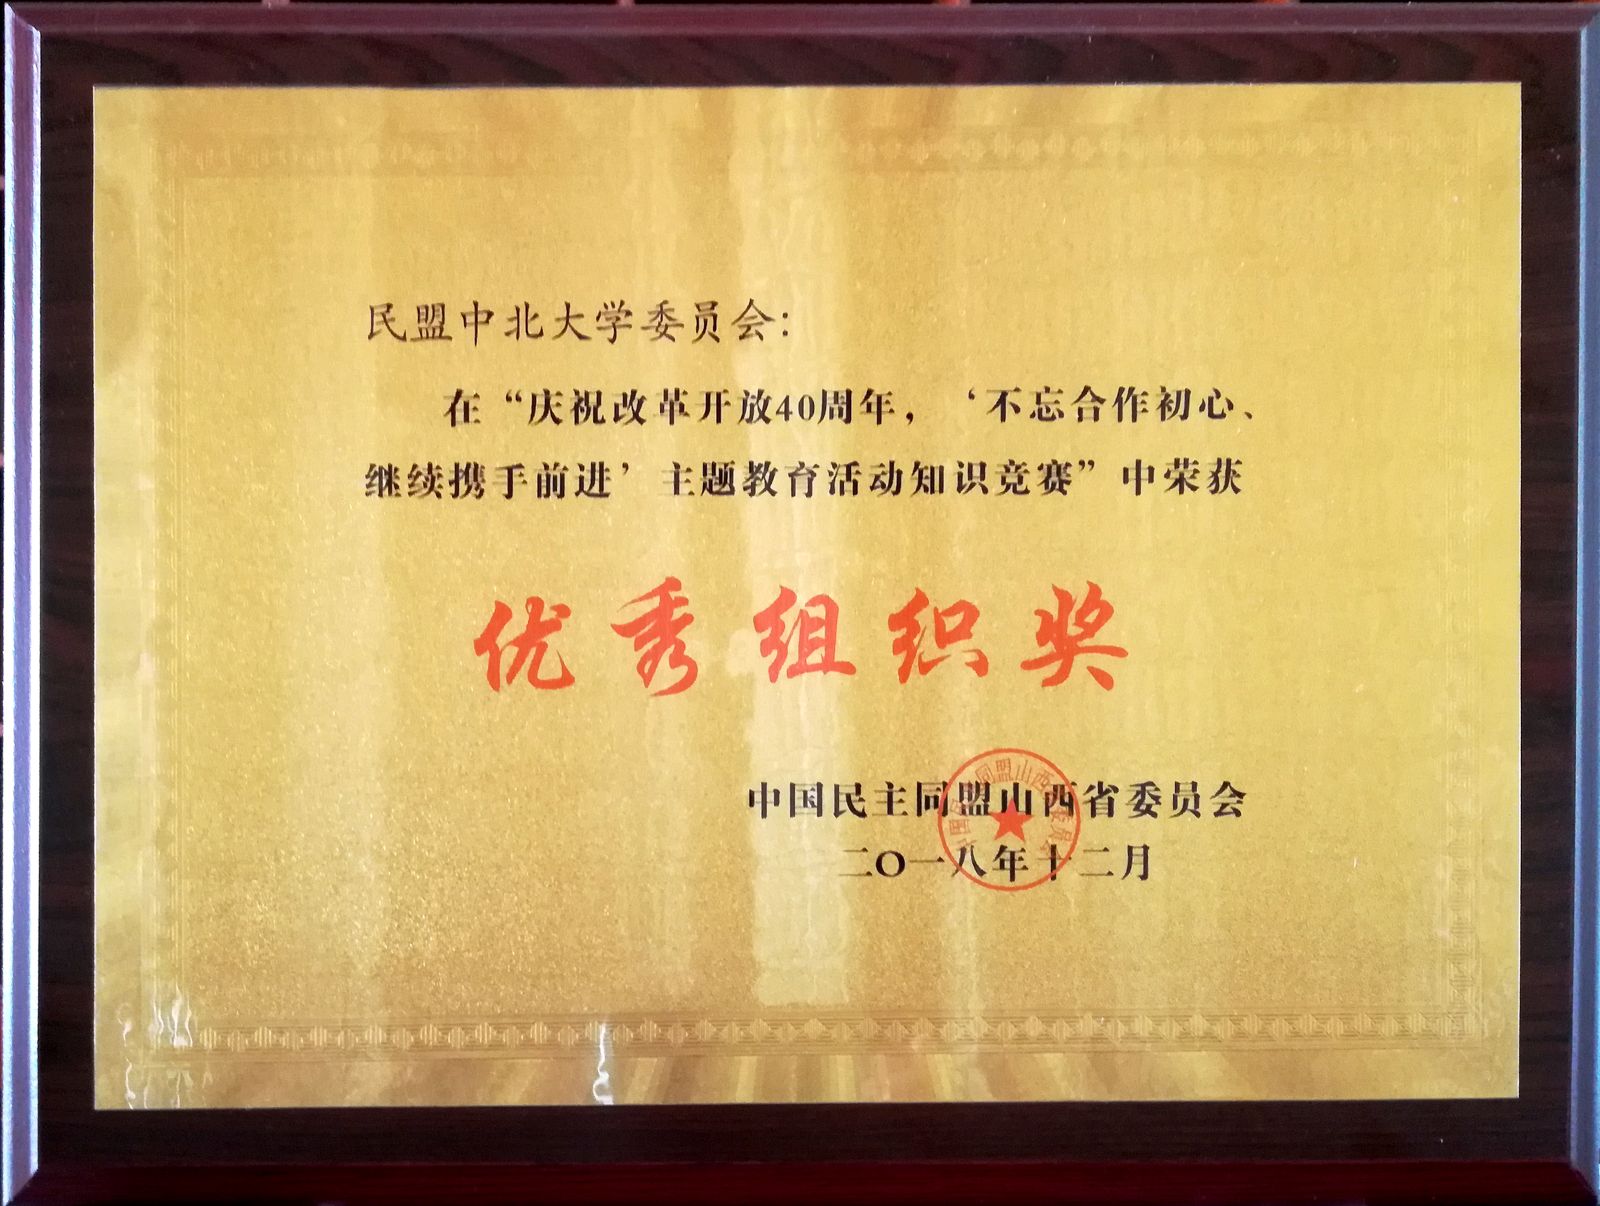 民盟中北大学委员会：
在“庆祝改革开放40周年，‘不忘合作初心、
继续携手前进’主题教育活动知识竞赛”中荣获
优秀组织奖
中国民主同盟山西省委员会
二〇一八年十二月